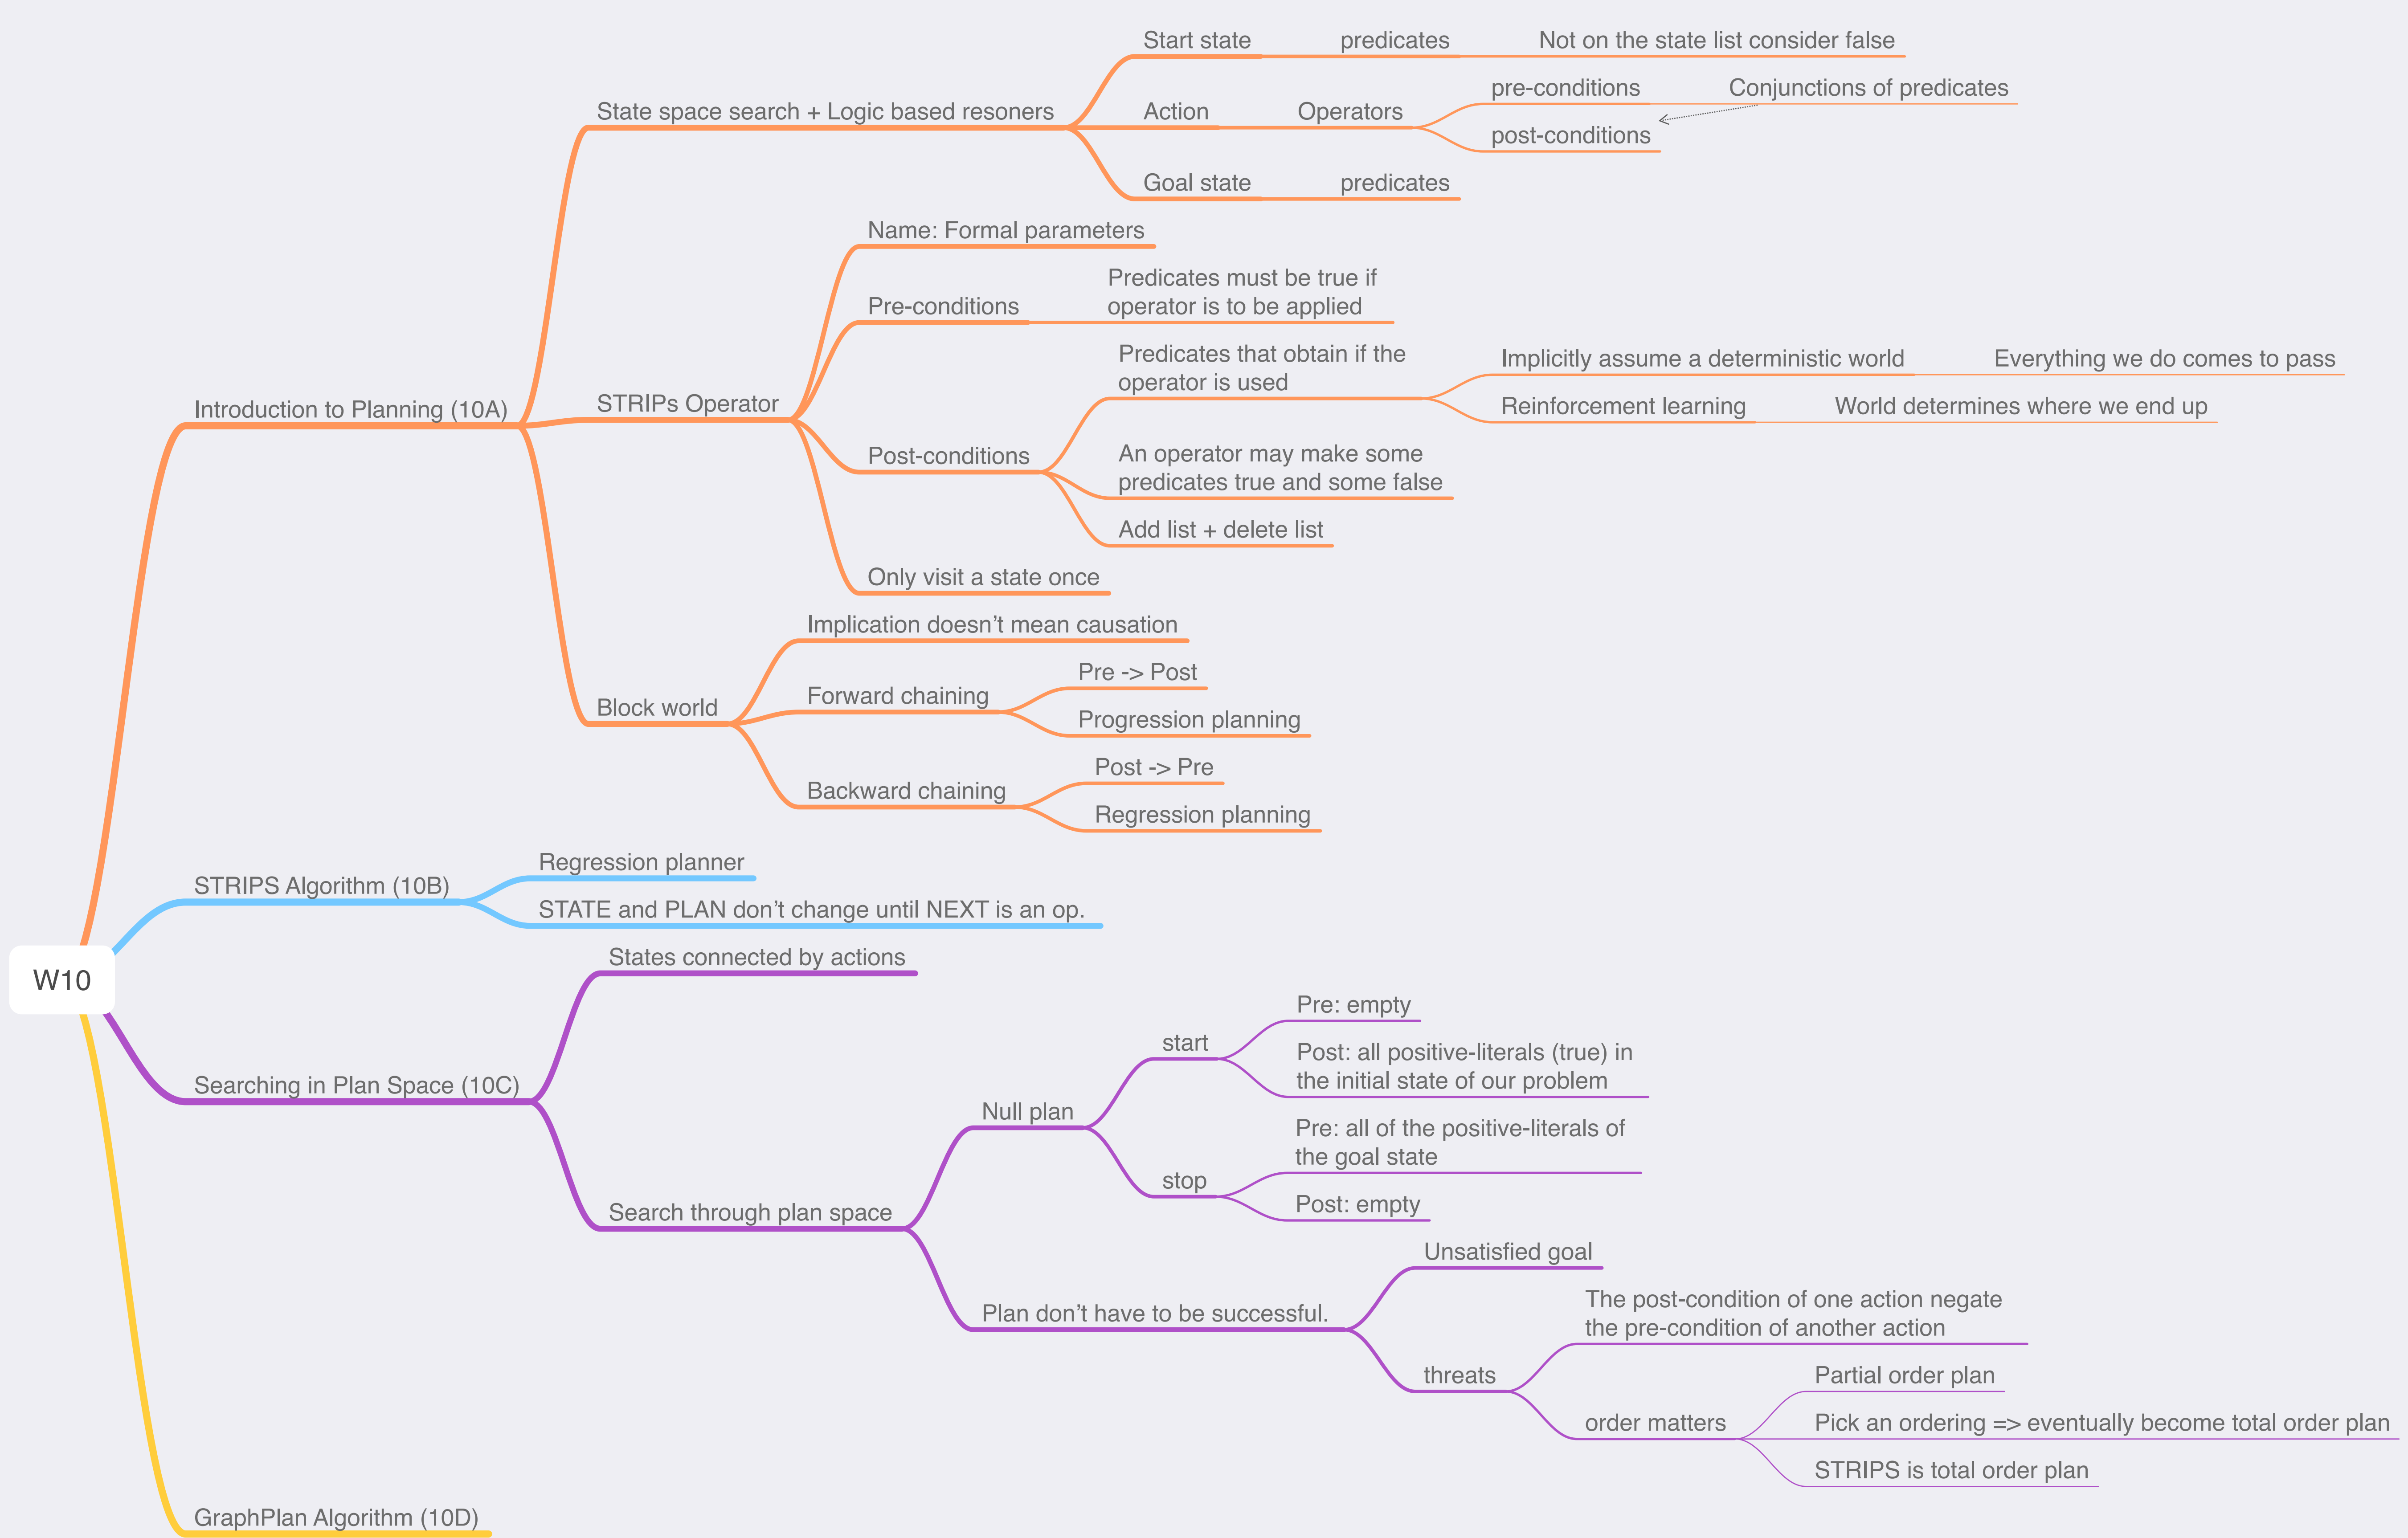 Start state
predicates
Not on the state list consider false
State space search + Logic based resoners
Action
Operators
pre-conditions
Conjunctions of predicates
post-conditions
Goal state
predicates
Name: Formal parameters
Pre-conditions
Predicates must be true if
operator is to be applied
Introduction to Planning (10A)
STRIPs Operator
Post-conditions
Predicates that obtain if the
operator is used
Implicitly assume a deterministic world
Everything we do comes to pass
Reinforcement learning
World determines where we end up
An operator may make some
predicates true and some false
Add list + delete list
Only visit a state once
Block world
Implication doesn’t mean causation
Forward chaining
Pre -> Post
Progression planning
Backward chaining
Post -> Pre
Regression planning
STRIPS Algorithm (10B)
Regression planner
STATE and PLAN don’t change until NEXT is an op.
W10
Searching in Plan Space (10C)
States connected by actions
Search through plan space
Null plan
start
Pre: empty
Post: all positive-literals (true) in
the initial state of our problem
stop
Pre: all of the positive-literals of
the goal state
Post: empty
Plan don’t have to be successful.
Unsatisfied goal
threats
The post-condition of one action negate
the pre-condition of another action
order matters
Partial order plan
Pick an ordering => eventually become total order plan
STRIPS is total order plan
GraphPlan Algorithm (10D)